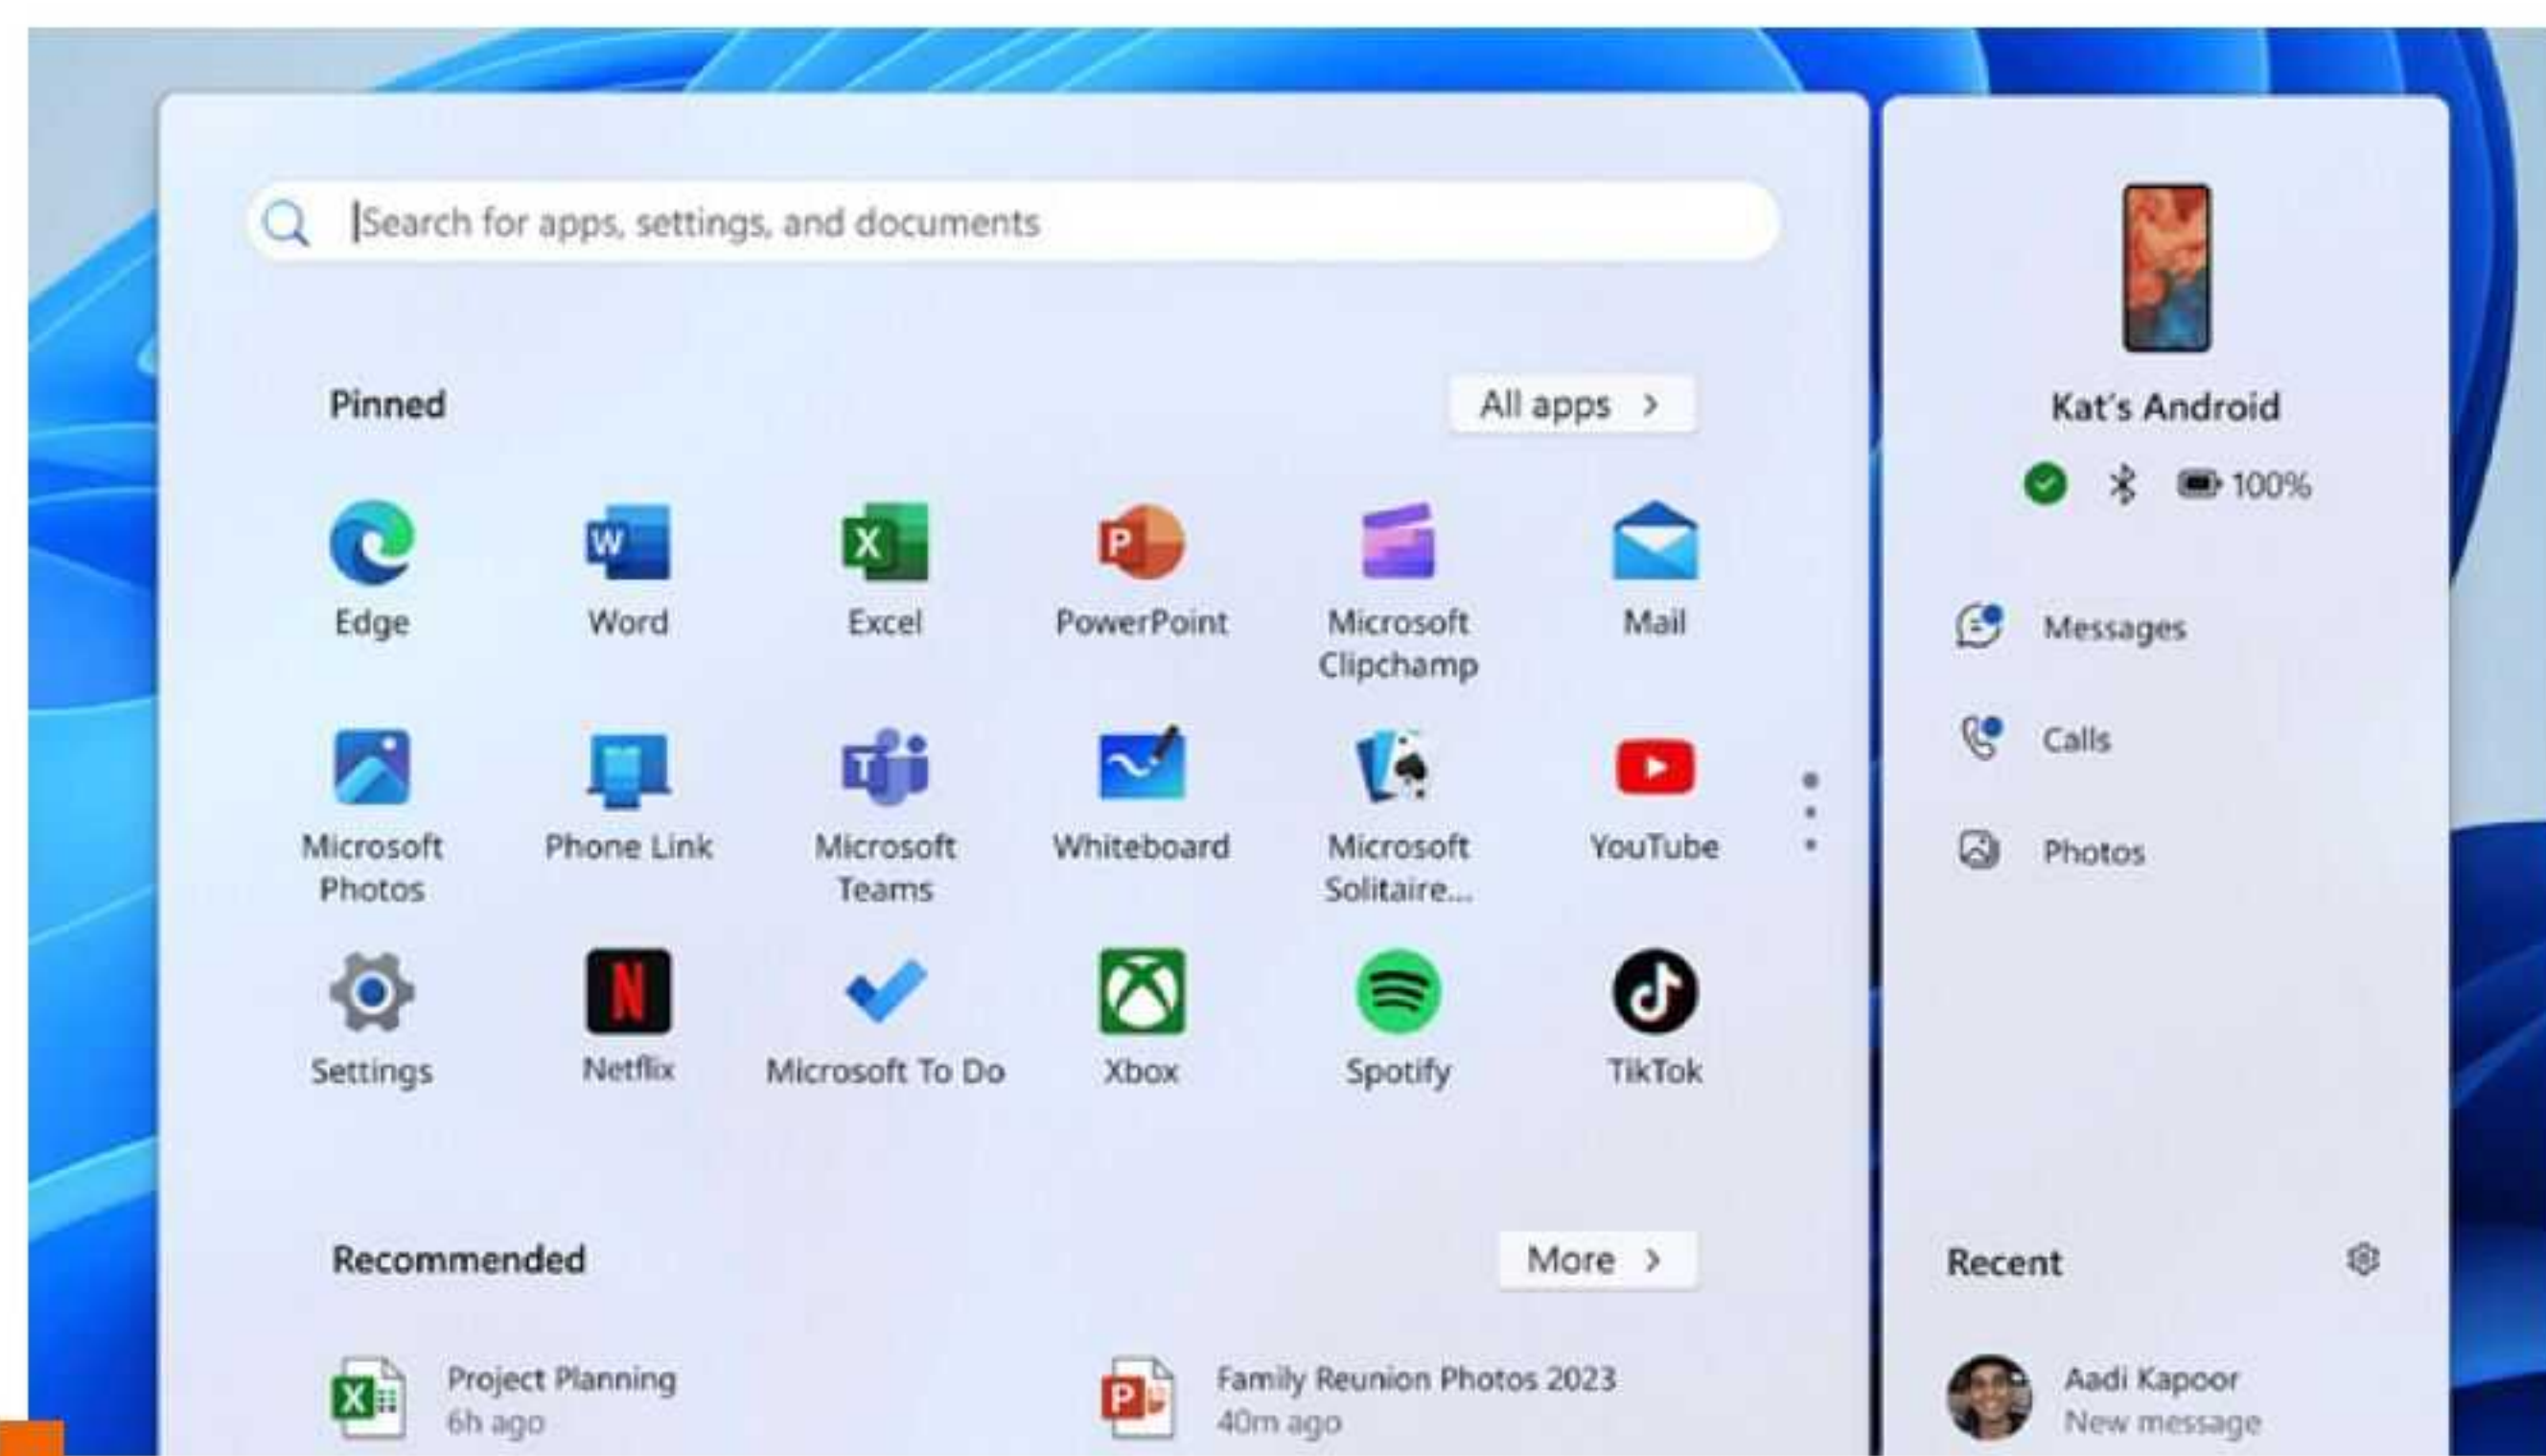 Search for apps, settings, and documents
Pinned
All apps >
Edge
Word
Excel
PowerPoint
Microsoft
Clipchamp
Mail
Microsoft
Photos
Phone Link
Microsoft
Teams
Whiteboard
Microsoft
Solitaire...
YouTube
Settings
Netflix
Microsoft To Do
Xbox
Spotify
TikTok
Recommended
More >
Project Planning
6h ago
Family Reunion Photos 2023
40m ago
Kat's Android
100%
Messages
Calls
Photos
Recent
Aadi Kapoor
New message